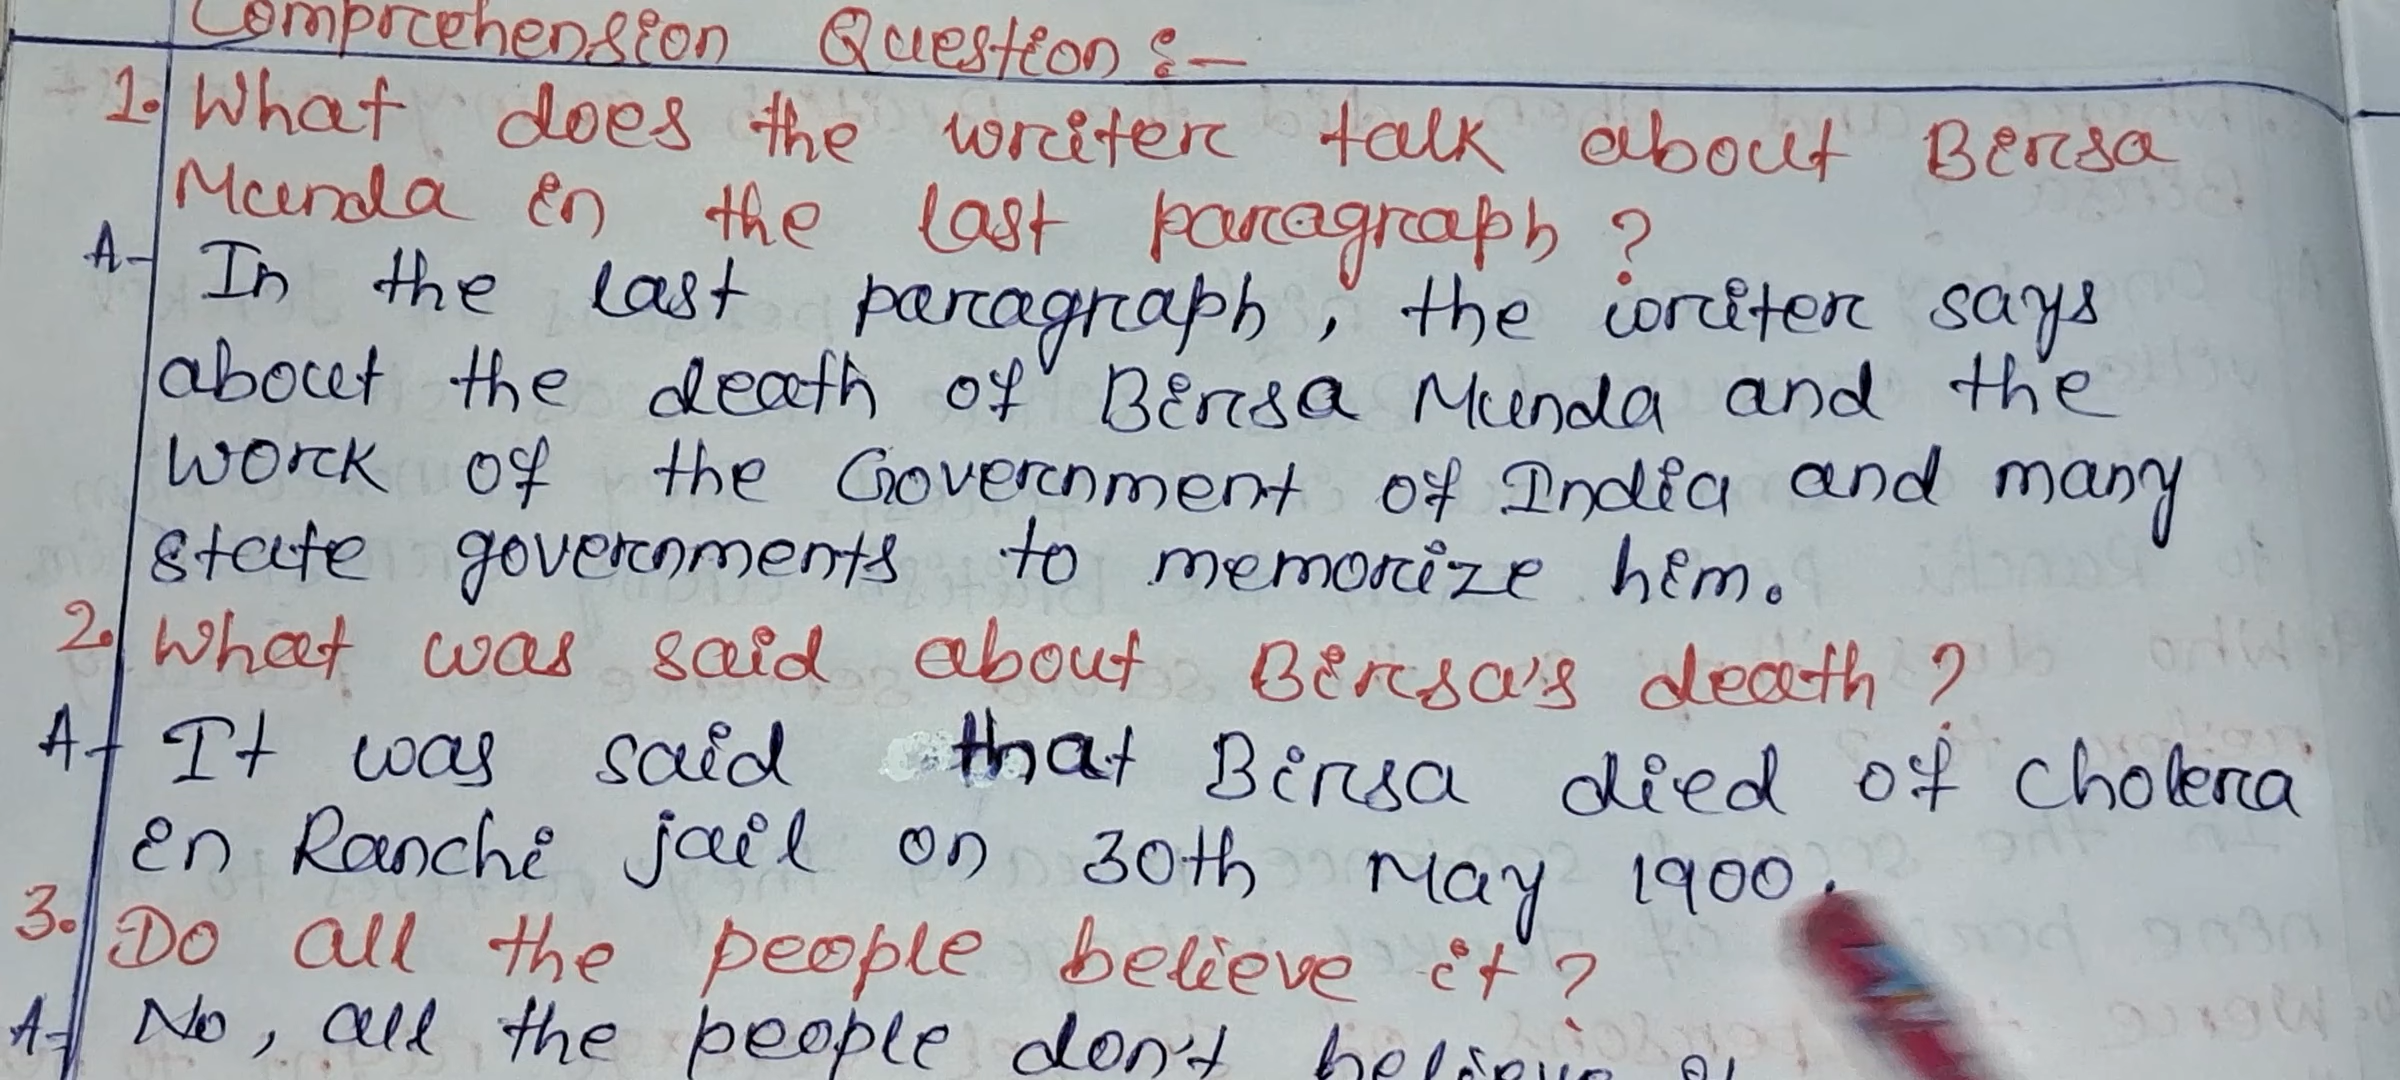 Comprehension Question :-
1. What does the writer talk about Birsa
Munda in the last paragraph ?
A- In the last paragraph, the writer says
about the death of Birsa Munda and the
work of the Government of India and many
state governments to memorize him.
2. What was said about Birsa's death ?
A- It was said that Birsa died of cholera
in Ranchi jail on 30th May 1900.
3. Do all the people believe it ?
A- No, all the people don't believe